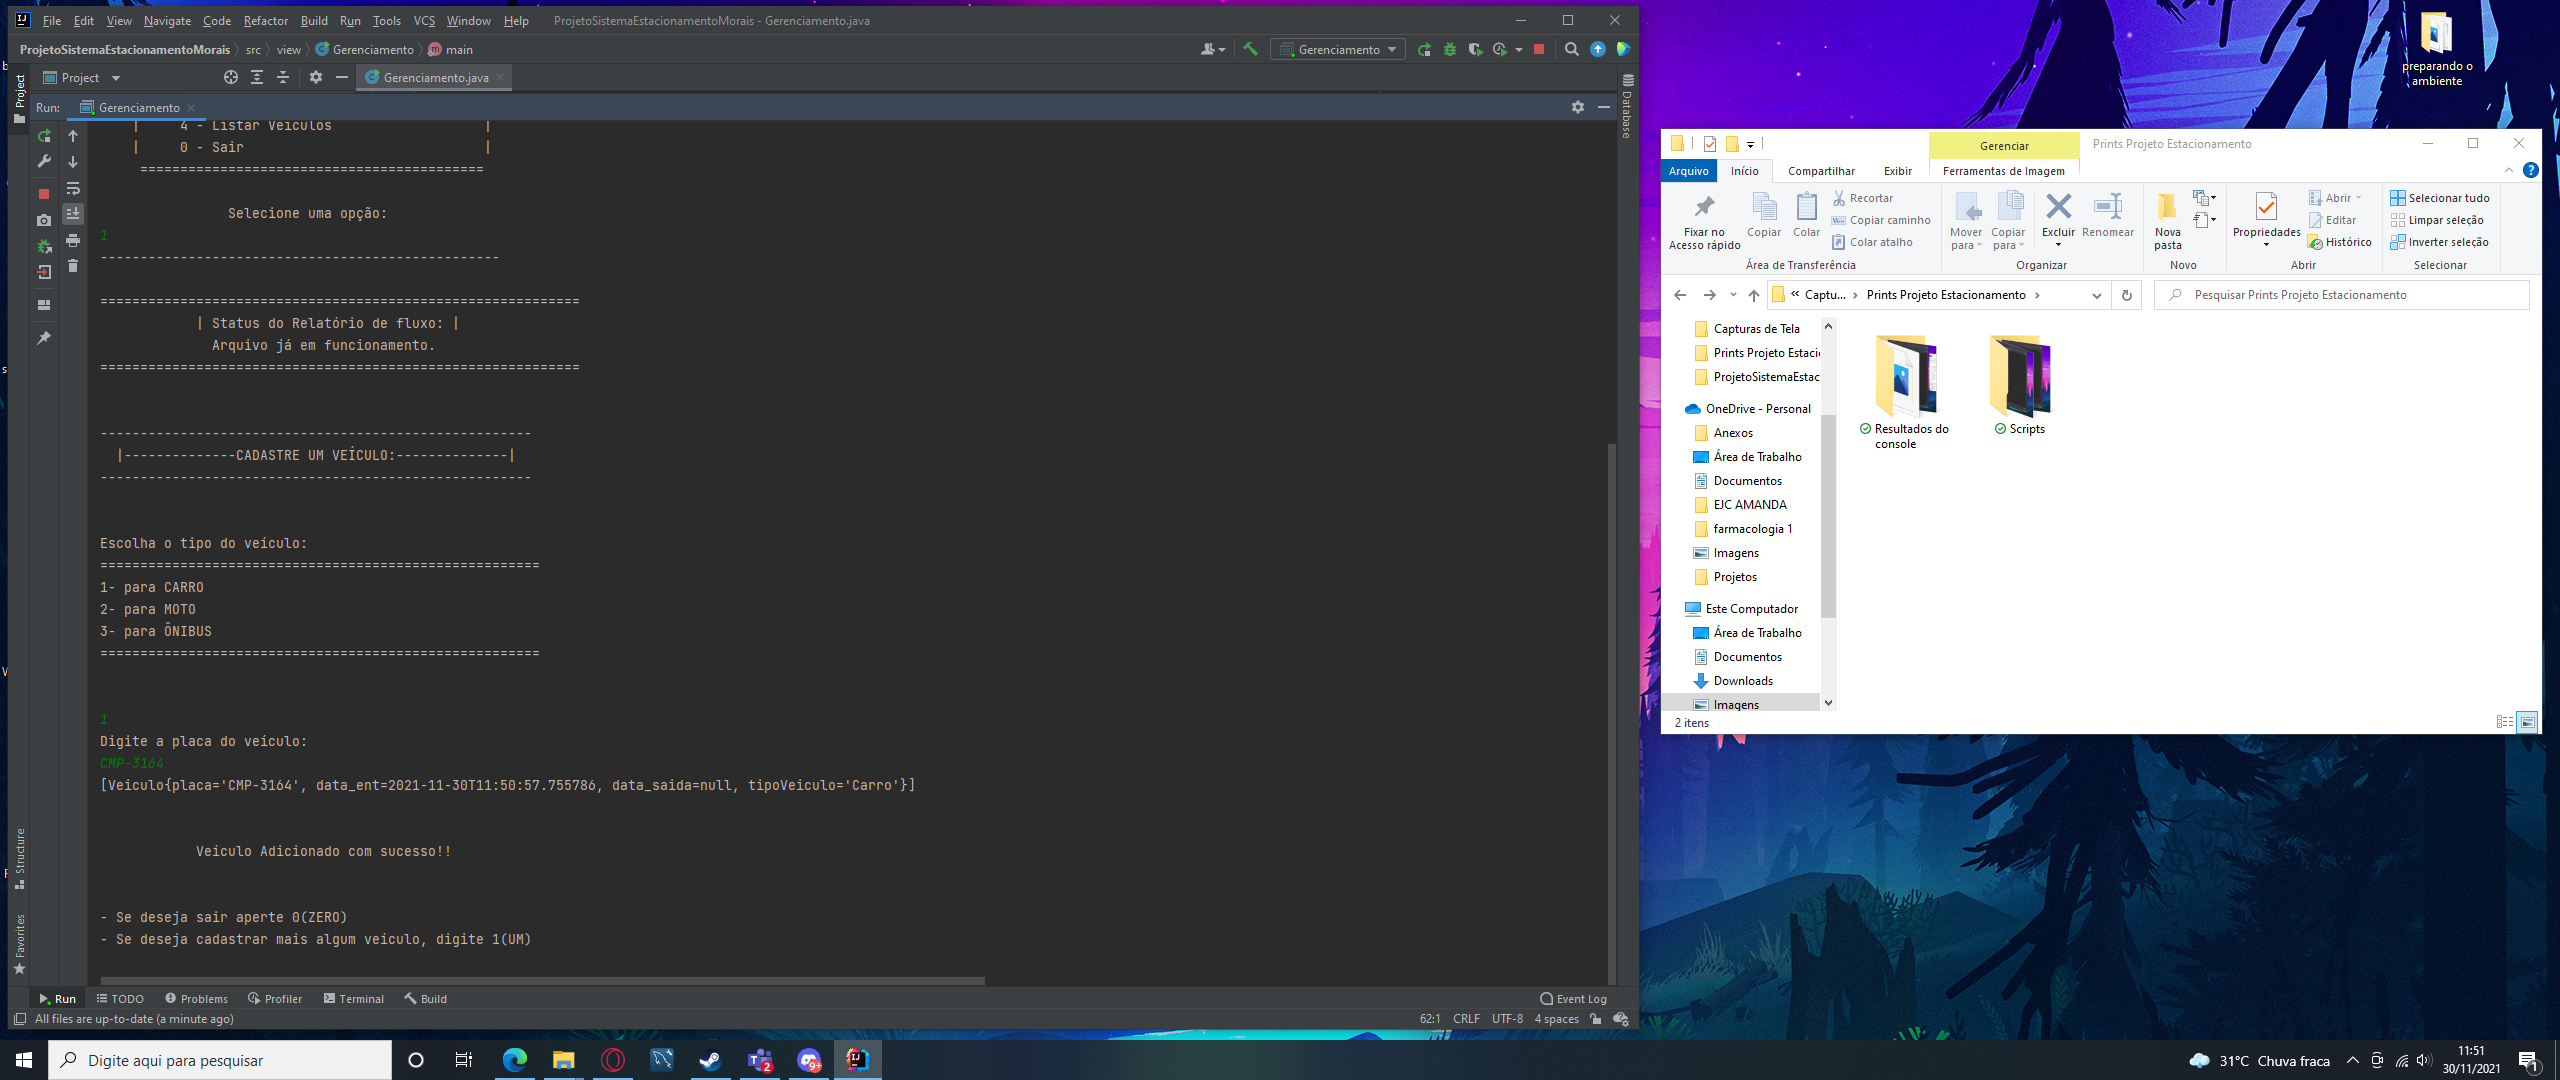 File Edit View Navigate Code Refactor Build Run Tools VCS Window Help ProjetoSistemaEstacionamentoMorais - Gerenciamento.java
ProjetoSistemaEstacionamentoMorais src view Gerenciamento main
Gerenciamento
Project
Gerenciamento.java
Project
Run: Gerenciamento
Database
| 4 - Listar Veiculos |
| 0 - Sair |
===========================================
Selecione uma opção:
1
--------------------------------------------------
============================================================
| Status do Relatório de fluxo: |
Arquivo já em funcionamento.
============================================================
------------------------------------------------------
|--------------CADASTRE UM VEÍCULO:--------------|
------------------------------------------------------
Escolha o tipo do veículo:
=======================================================
1- para CARRO
2- para MOTO
3- para ÔNIBUS
=======================================================
1
Digite a placa do veículo:
CMP-3164
[Veiculo{placa='CMP-3164', data_ent=2021-11-30T11:50:57.755786, data_saida=null, tipoVeiculo='Carro'}]
Veículo Adicionado com sucesso!!
- Se deseja sair aperte 0(ZERO)
- Se deseja cadastrar mais algum veículo, digite 1(UM)
Structure
Favorites
Run TODO Problems Profiler Terminal Build Event Log
All files are up-to-date (a minute ago) 62:1 CRLF UTF-8 4 spaces
preparando o
ambiente
Gerenciar Prints Projeto Estacionamento
Arquivo Início Compartilhar Exibir Ferramentas de Imagem
Fixar no
Acesso rápido
Copiar
Colar
Recortar
Copiar caminho
Colar atalho
Área de Transferência
Mover
para
Copiar
para
Excluir
Renomear
Organizar
Nova
pasta
Novo
Propriedades
Abrir
Editar
Histórico
Abrir
Selecionar tudo
Limpar seleção
Inverter seleção
Selecionar
« Captu... › Prints Projeto Estacionamento ›
Pesquisar Prints Projeto Estacionamento
Capturas de Tela
Prints Projeto Estaci
ProjetoSistemaEstac
OneDrive - Personal
Anexos
Área de Trabalho
Documentos
EJC AMANDA
farmacologia 1
Imagens
Projetos
Este Computador
Área de Trabalho
Documentos
Downloads
Imagens
Resultados do
console
Scripts
2 itens
Digite aqui para pesquisar
2
9+
31°C Chuva fraca
11:51
30/11/2021
1